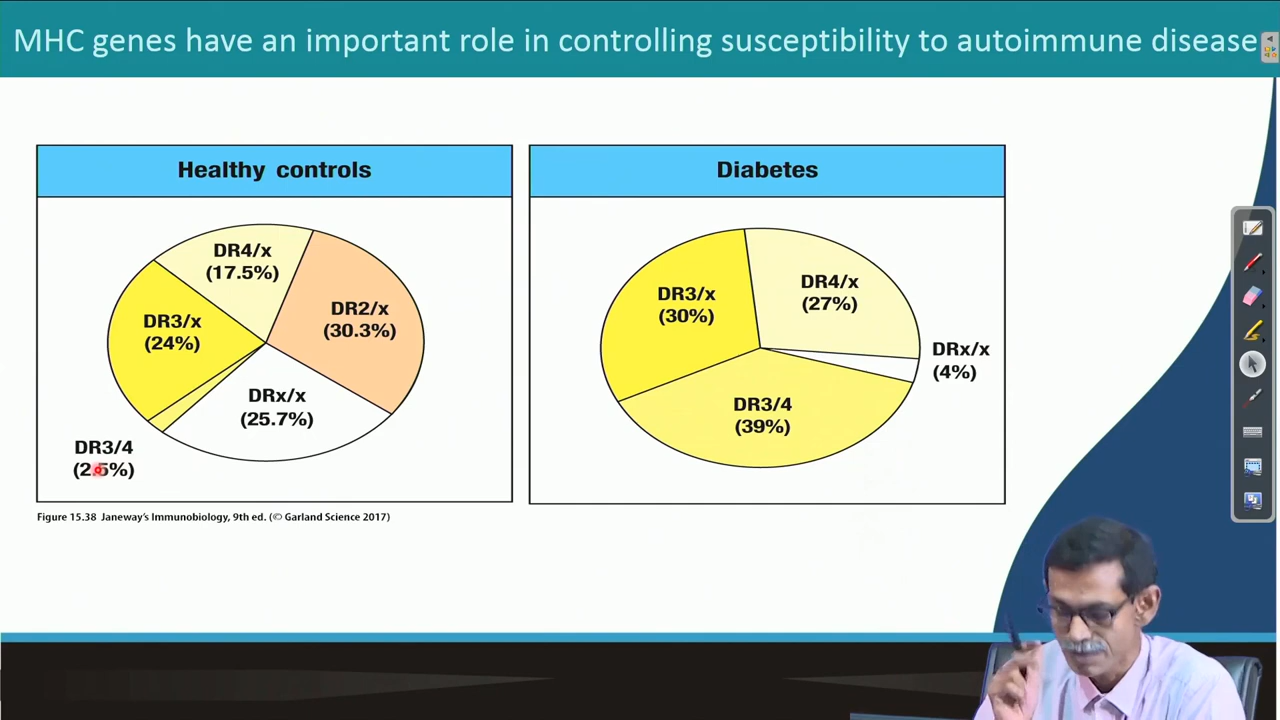 MHC genes have an important role in controlling susceptibility to autoimmune disease
Healthy controls
DR4/x
(17.5%)
DR2/x
(30.3%)
DR3/x
(24%)
DRx/x
(25.7%)
DR3/4
(2.5%)
Diabetes
DR3/x
(30%)
DR4/x
(27%)
DRx/x
(4%)
DR3/4
(39%)
Figure 15.38 Janeway's Immunobiology, 9th ed. (© Garland Science 2017)